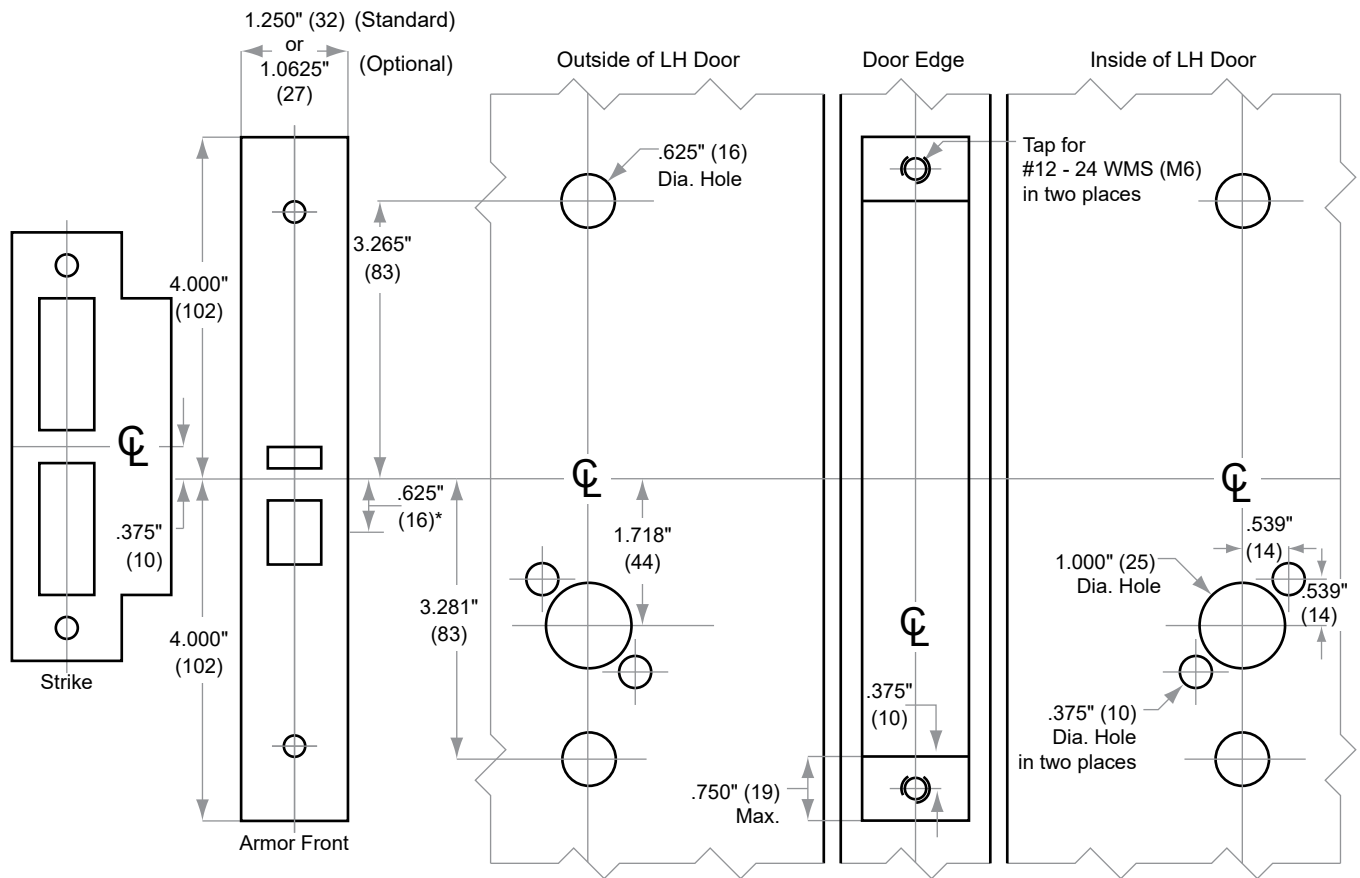 1.250" (32) (Standard)
or
1.0625"
(27)
(Optional)
Outside of LH Door
Door Edge
Inside of LH Door
.625" (16)
Dia. Hole
Tap for
#12 - 24 WMS (M6)
in two places
3.265"
(83)
4.000"
(102)
℄
℄
℄
.375"
(10)
.625"
(16)*
1.718"
(44)
.539"
(14)
1.000" (25)
Dia. Hole
.539"
(14)
3.281"
(83)
℄
4.000"
(102)
Strike
.375"
(10)
.375" (10)
Dia. Hole
in two places
.750" (19)
Max.
Armor Front